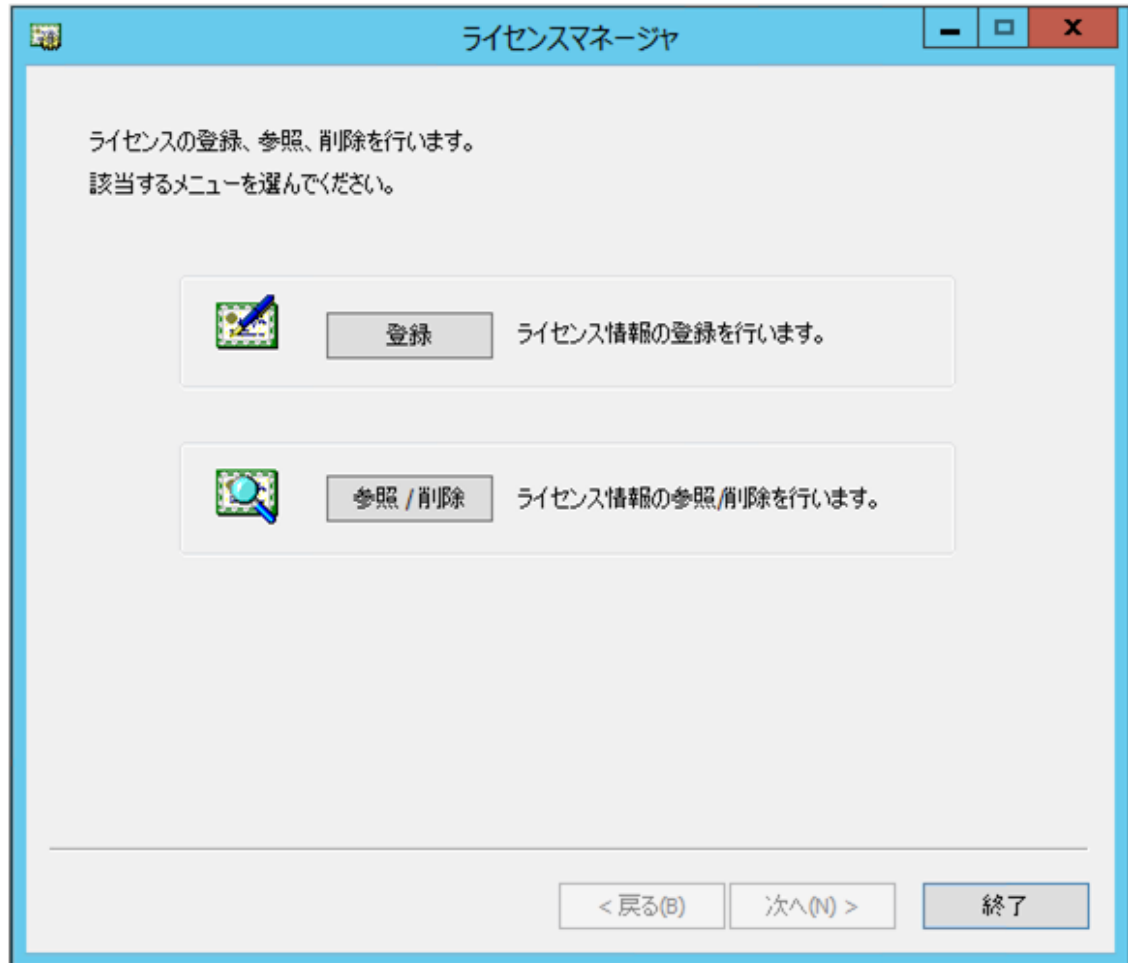 ライセンスマネージャ
ライセンスの登録、参照、削除を行います。
該当するメニューを選んでください。
登録 ライセンス情報の登録を行います。
参照 / 削除 ライセンス情報の参照/削除を行います。
< 戻る(B) 次へ(N) > 終了